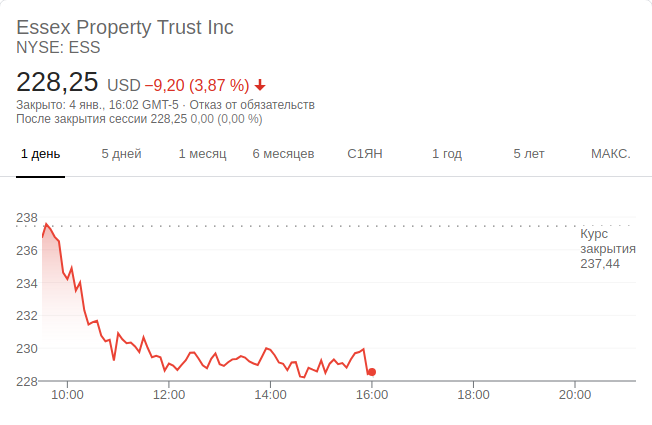 Essex Property Trust Inc
NYSE: ESS
228,25 USD −9,20 (3,87 %)
Закрыто: 4 янв., 16:02 GMT-5 · Отказ от обязательств
После закрытия сессии 228,25 0,00 (0,00 %)
1 день 5 дней 1 месяц 6 месяцев С1ЯН 1 год 5 лет МАКС.
238
Курс
закрытия
237,44
236
234
232
230
228
10:00 12:00 14:00 16:00 18:00 20:00